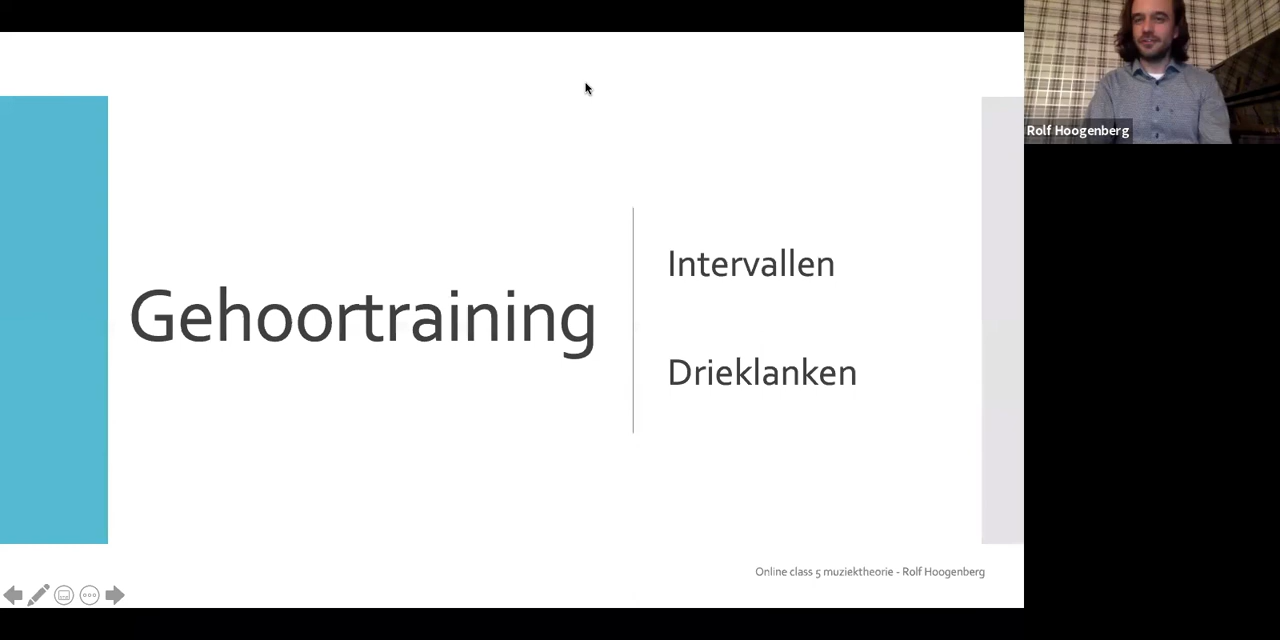 Rolf Hoogenberg
Gehoortraining
Intervallen
Drieklanken
Online class 5 muziektheorie - Rolf Hoogenberg